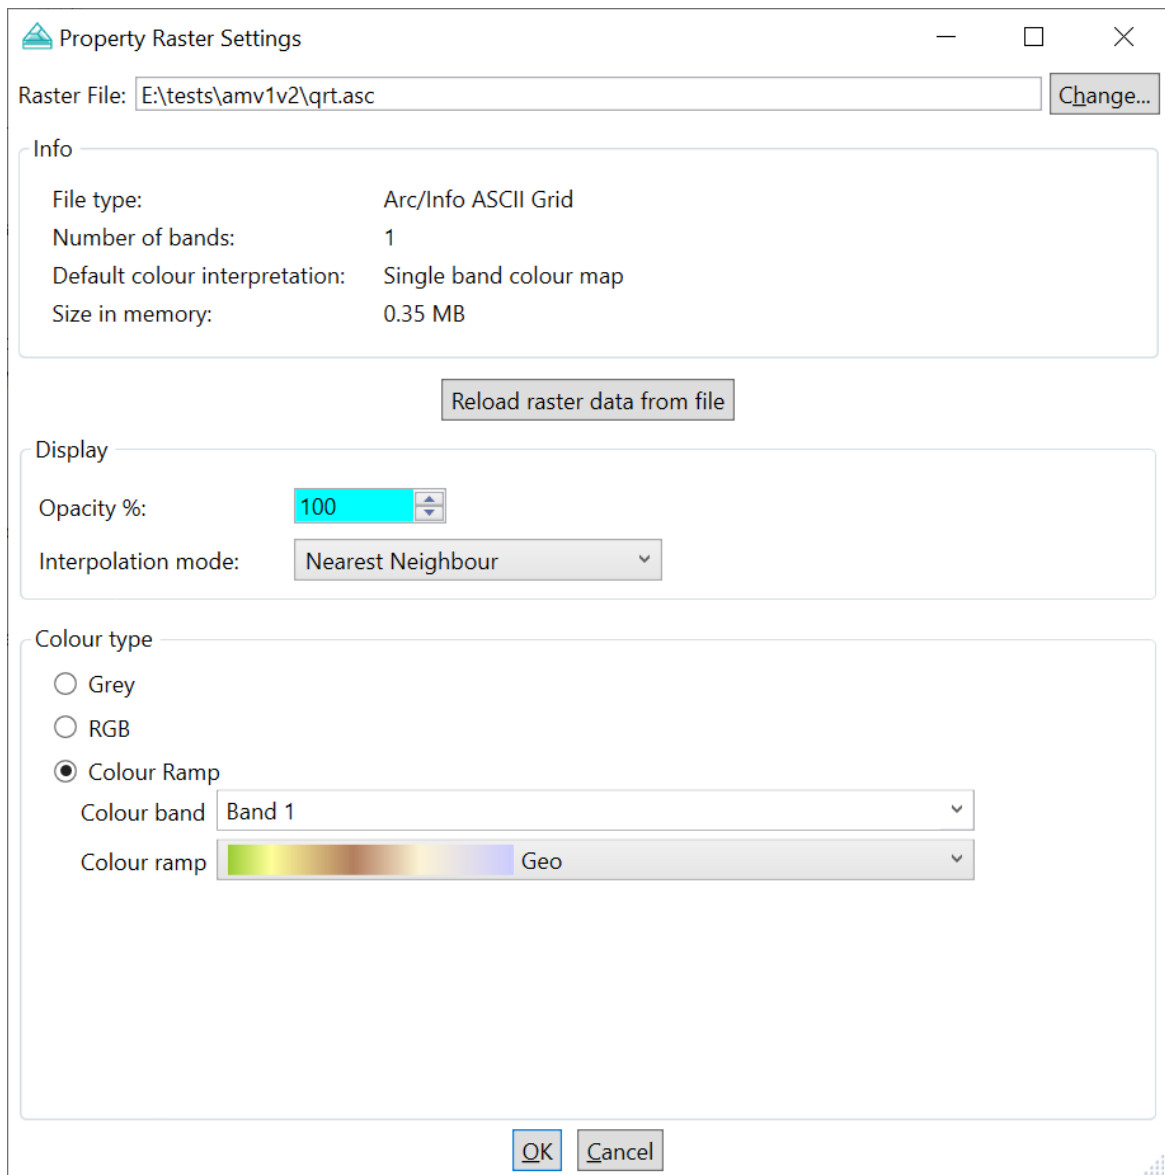 Property Raster Settings
Raster File: E:\tests\amv1v2\qrt.asc Change...
Info
File type: Arc/Info ASCII Grid
Number of bands: 1
Default colour interpretation: Single band colour map
Size in memory: 0.35 MB
Reload raster data from file
Display
Opacity %: 100
Interpolation mode: Nearest Neighbour
Colour type
Grey
RGB
Colour Ramp
Colour band Band 1
Colour ramp Geo
OK Cancel